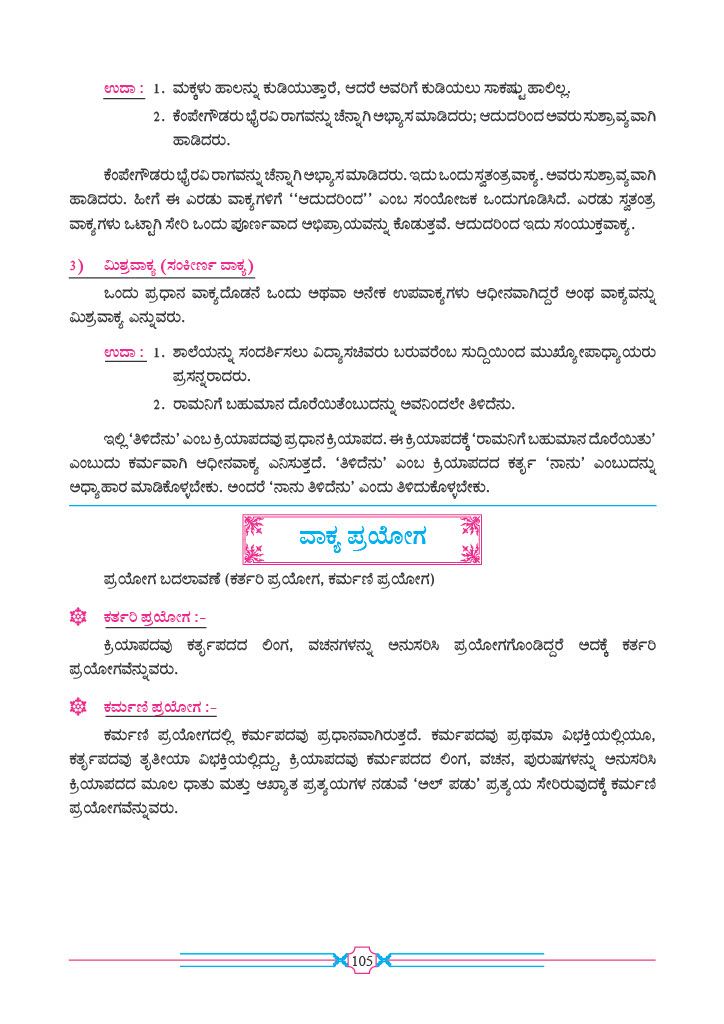 ಉದಾ : 1. ಮಕ್ಕಳು ಹಾಲನ್ನು ಕುಡಿಯುತ್ತಾರೆ, ಆದರೆ ಅವರಿಗೆ ಕುಡಿಯಲು ಸಾಕಷ್ಟು ಹಾಲಿಲ್ಲ.
2. ಕೆಂಪೇಗೌಡರು ಭೈರವಿ ರಾಗವನ್ನು ಚೆನ್ನಾಗಿ ಅಭ್ಯಾಸ ಮಾಡಿದರು; ಆದುದರಿಂದ ಅವರು ಸುಶ್ರಾವ್ಯವಾಗಿ
ಹಾಡಿದರು.
ಕೆಂಪೇಗೌಡರು ಭೈರವಿ ರಾಗವನ್ನು ಚೆನ್ನಾಗಿ ಅಭ್ಯಾಸ ಮಾಡಿದರು. ಇದು ಒಂದು ಸ್ವತಂತ್ರ ವಾಕ್ಯ. ಅವರು ಸುಶ್ರಾವ್ಯವಾಗಿ
ಹಾಡಿದರು. ಹೀಗೆ ಈ ಎರಡು ವಾಕ್ಯಗಳಿಗೆ ‘‘ಆದುದರಿಂದ’’ ಎಂಬ ಸಂಯೋಜಕ ಒಂದುಗೂಡಿಸಿದೆ. ಎರಡು ಸ್ವತಂತ್ರ
ವಾಕ್ಯಗಳು ಒಟ್ಟಾಗಿ ಸೇರಿ ಒಂದು ಪೂರ್ಣವಾದ ಅಭಿಪ್ರಾಯವನ್ನು ಕೊಡುತ್ತವೆ. ಆದುದರಿಂದ ಇದು ಸಂಯುಕ್ತವಾಕ್ಯ.
3) ಮಿಶ್ರವಾಕ್ಯ (ಸಂಕೀರ್ಣ ವಾಕ್ಯ)
ಒಂದು ಪ್ರಧಾನ ವಾಕ್ಯದೊಡನೆ ಒಂದು ಅಥವಾ ಅನೇಕ ಉಪವಾಕ್ಯಗಳು ಆಧೀನವಾಗಿದ್ದರೆ ಅಂಥ ವಾಕ್ಯವನ್ನು
ಮಿಶ್ರವಾಕ್ಯ ಎನ್ನುವರು.
ಉದಾ : 1. ಶಾಲೆಯನ್ನು ಸಂದರ್ಶಿಸಲು ವಿದ್ಯಾಸಚಿವರು ಬರುವರೆಂಬ ಸುದ್ದಿಯಿಂದ ಮುಖ್ಯೋಪಾಧ್ಯಾಯರು
ಪ್ರಸನ್ನರಾದರು.
2. ರಾಮನಿಗೆ ಬಹುಮಾನ ದೊರೆಯಿತೆಂಬುದನ್ನು ಅವನಿಂದಲೇ ತಿಳಿದೆನು.
ಇಲ್ಲಿ ‘ತಿಳಿದೆನು’ ಎಂಬ ಕ್ರಿಯಾಪದವು ಪ್ರಧಾನ ಕ್ರಿಯಾಪದ. ಈ ಕ್ರಿಯಾಪದಕ್ಕೆ ‘ರಾಮನಿಗೆ ಬಹುಮಾನ ದೊರೆಯಿತು’
ಎಂಬುದು ಕರ್ಮವಾಗಿ ಆಧೀನವಾಕ್ಯ ಎನಿಸುತ್ತದೆ. ‘ತಿಳಿದೆನು’ ಎಂಬ ಕ್ರಿಯಾಪದದ ಕರ್ತೃ ‘ನಾನು’ ಎಂಬುದನ್ನು
ಅಧ್ಯಾಹಾರ ಮಾಡಿಕೊಳ್ಳಬೇಕು. ಅಂದರೆ ‘ನಾನು ತಿಳಿದೆನು’ ಎಂದು ತಿಳಿದುಕೊಳ್ಳಬೇಕು.
ವಾಕ್ಯ ಪ್ರಯೋಗ
ಪ್ರಯೋಗ ಬದಲಾವಣೆ (ಕರ್ತರಿ ಪ್ರಯೋಗ, ಕರ್ಮಣಿ ಪ್ರಯೋಗ)
ಕರ್ತರಿ ಪ್ರಯೋಗ :-
ಕ್ರಿಯಾಪದವು ಕರ್ತೃಪದದ ಲಿಂಗ, ವಚನಗಳನ್ನು ಅನುಸರಿಸಿ ಪ್ರಯೋಗಗೊಂಡಿದ್ದರೆ ಅದಕ್ಕೆ ಕರ್ತರಿ
ಪ್ರಯೋಗವೆನ್ನುವರು.
ಕರ್ಮಣಿ ಪ್ರಯೋಗ :-
ಕರ್ಮಣಿ ಪ್ರಯೋಗದಲ್ಲಿ ಕರ್ಮಪದವು ಪ್ರಧಾನವಾಗಿರುತ್ತದೆ. ಕರ್ಮಪದವು ಪ್ರಥಮಾ ವಿಭಕ್ತಿಯಲ್ಲಿಯೂ,
ಕರ್ತೃಪದವು ತೃತೀಯಾ ವಿಭಕ್ತಿಯಲ್ಲಿದ್ದು, ಕ್ರಿಯಾಪದವು ಕರ್ಮಪದದ ಲಿಂಗ, ವಚನ, ಪುರುಷಗಳನ್ನು ಅನುಸರಿಸಿ
ಕ್ರಿಯಾಪದದ ಮೂಲ ಧಾತು ಮತ್ತು ಆಖ್ಯಾತ ಪ್ರತ್ಯಯಗಳ ನಡುವೆ ‘ಅಲ್ ಪಡು’ ಪ್ರತ್ಯಯ ಸೇರಿರುವುದಕ್ಕೆ ಕರ್ಮಣಿ
ಪ್ರಯೋಗವೆನ್ನುವರು.
105